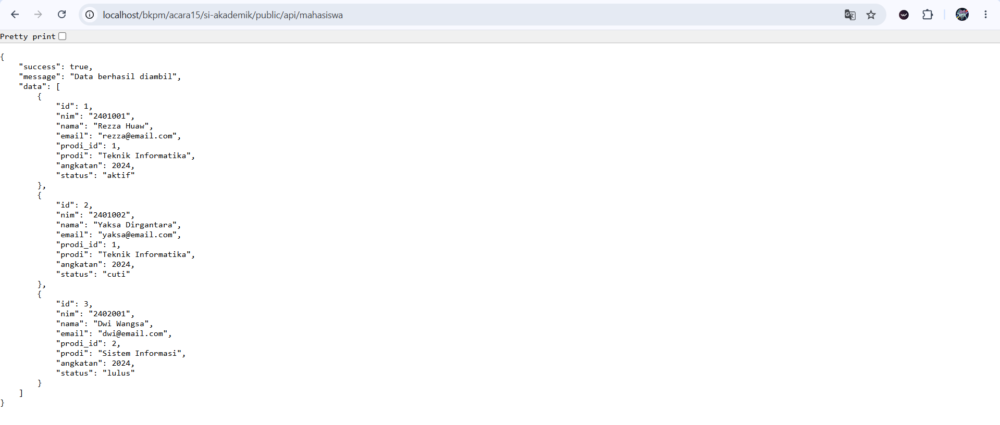 localhost/bkpm/acara15/si-akademik/public/api/mahasiswa
Pretty print
{
    "success": true,
    "message": "Data berhasil diambil",
    "data": [
        {
            "id": 1,
            "nim": "2401001",
            "nama": "Rezza Huaw",
            "email": "rezza@email.com",
            "prodi_id": 1,
            "prodi": "Teknik Informatika",
            "angkatan": 2024,
            "status": "aktif"
        },
        {
            "id": 2,
            "nim": "2401002",
            "nama": "Yaksa Dirgantara",
            "email": "yaksa@email.com",
            "prodi_id": 1,
            "prodi": "Teknik Informatika",
            "angkatan": 2024,
            "status": "cuti"
        },
        {
            "id": 3,
            "nim": "2402001",
            "nama": "Dwi Wangsa",
            "email": "dwi@email.com",
            "prodi_id": 2,
            "prodi": "Sistem Informasi",
            "angkatan": 2024,
            "status": "lulus"
        }
    ]
}